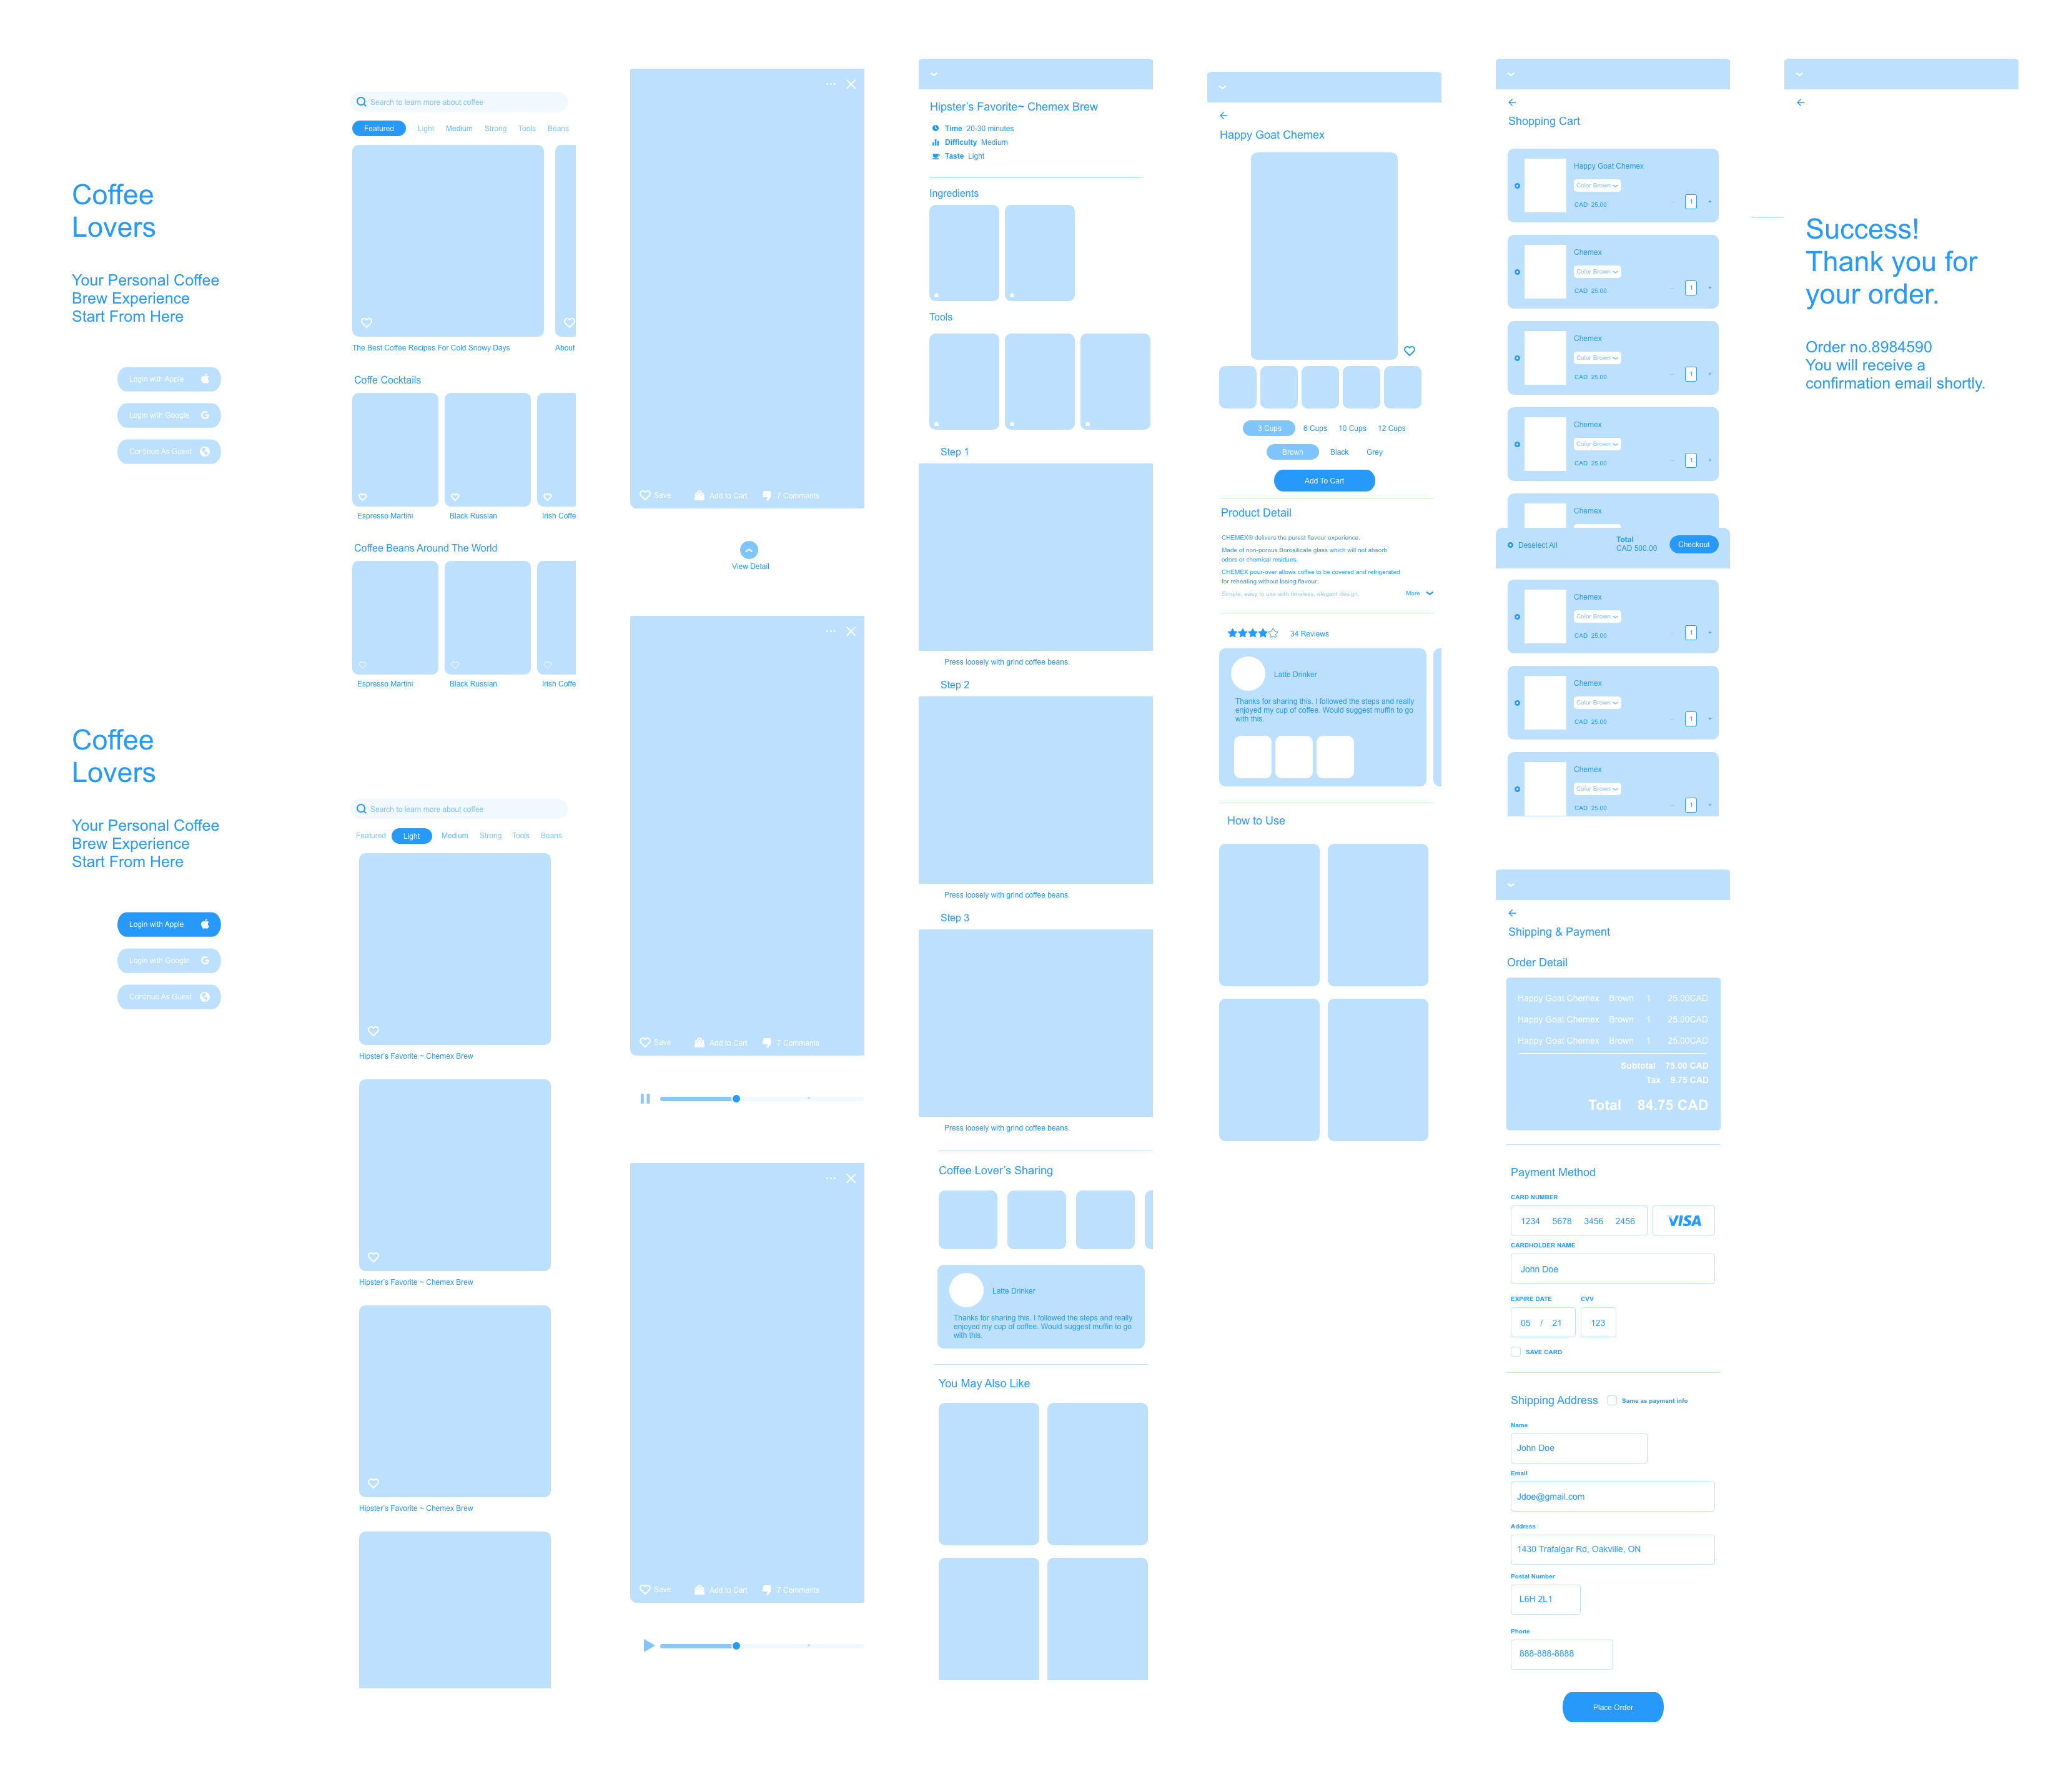 Coffee
Lovers
Your Personal Coffee
Brew Experience
Start From Here
Login with Apple
Login with Google
Continue As Guest
Coffee
Lovers
Your Personal Coffee
Brew Experience
Start From Here
Login with Apple
Login with Google
Continue As Guest
Search to learn more about coffee
Featured Light Medium Strong Tools Beans
The Best Coffee Recipes For Cold Snowy Days About
Coffe Cocktails
Espresso Martini Black Russian Irish Coffe
Coffee Beans Around The World
Espresso Martini Black Russian Irish Coffe
Search to learn more about coffee
Featured Light Medium Strong Tools Beans
Hipster's Favorite ~ Chemex Brew
Hipster's Favorite ~ Chemex Brew
Hipster's Favorite ~ Chemex Brew
Save Add to Cart 7 Comments
View Detail
Save Add to Cart 7 Comments
Save Add to Cart 7 Comments
Hipster's Favorite~ Chemex Brew
Time 20-30 minutes
Difficulty Medium
Taste Light
Ingredients
Tools
Step 1
Press loosely with grind coffee beans.
Step 2
Press loosely with grind coffee beans.
Step 3
Press loosely with grind coffee beans.
Coffee Lover's Sharing
Latte Drinker
Thanks for sharing this. I followed the steps and really
enjoyed my cup of coffee. Would suggest muffin to go
with this.
You May Also Like
Happy Goat Chemex
3 Cups 6 Cups 10 Cups 12 Cups
Brown Black Grey
Add To Cart
Product Detail
CHEMEX® delivers the purest flavour experience.
Made of non-porous Borosilicate glass which will not absorb
odors or chemical residues.
CHEMEX pour-over allows coffee to be covered and refrigerated
for reheating without losing flavour.
Simple, easy to use with timeless, elegant design. More
34 Reviews
Latte Drinker
Thanks for sharing this. I followed the steps and really
enjoyed my cup of coffee. Would suggest muffin to go
with this.
How to Use
Shopping Cart
Happy Goat Chemex
Color Brown
CAD 25.00 - 1 +
Chemex
Color Brown
CAD 25.00 - 1 +
Chemex
Color Brown
CAD 25.00 - 1 +
Chemex
Color Brown
CAD 25.00 - 1 +
Chemex
Deselect All
Total
CAD 500.00
Checkout
Chemex
Color Brown
CAD 25.00 - 1 +
Chemex
Color Brown
CAD 25.00 - 1 +
Chemex
Color Brown
CAD 25.00 - 1 +
Shipping & Payment
Order Detail
Happy Goat Chemex Brown 1 25.00CAD
Happy Goat Chemex Brown 1 25.00CAD
Happy Goat Chemex Brown 1 25.00CAD
Subtotal 75.00 CAD
Tax 9.75 CAD
Total 84.75 CAD
Payment Method
CARD NUMBER
1234 5678 3456 2456 VISA
CARDHOLDER NAME
John Doe
EXPIRE DATE CVV
05 / 21 123
SAVE CARD
Shipping Address Same as payment info
Name
John Doe
Email
Jdoe@gmail.com
Address
1430 Trafalgar Rd, Oakville, ON
Postal Number
L6H 2L1
Phone
888-888-8888
Place Order
Success!
Thank you for
your order.
Order no.8984590
You will receive a
confirmation email shortly.